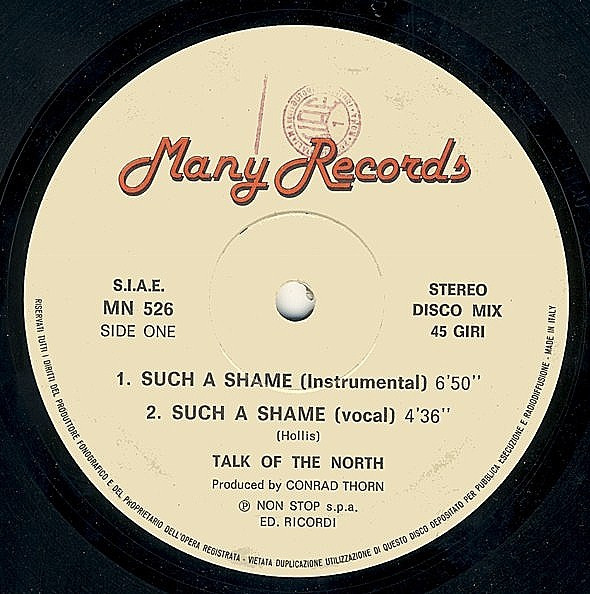 Many Records
S.I.A.E.
MN 526
SIDE ONE
STEREO
DISCO MIX
45 GIRI
1. SUCH A SHAME (Instrumental) 6'50''
2. SUCH A SHAME (vocal) 4'36''
(Hollis)
TALK OF THE NORTH
Produced by CONRAD THORN
Ⓟ NON STOP s.p.a.
ED. RICORDI
RISERVATI TUTTI I DIRITTI DEL PRODUTTORE FONOGRAFICO E DEL PROPRIETARIO DELL'OPERA REGISTRATA - VIETATA DUPLICAZIONE UTILIZZAZIONE DI QUESTO DISCO DEPOSITATO PER PUBBLICA ESECUZIONE E RADIODIFFUSIONE - MADE IN ITALY